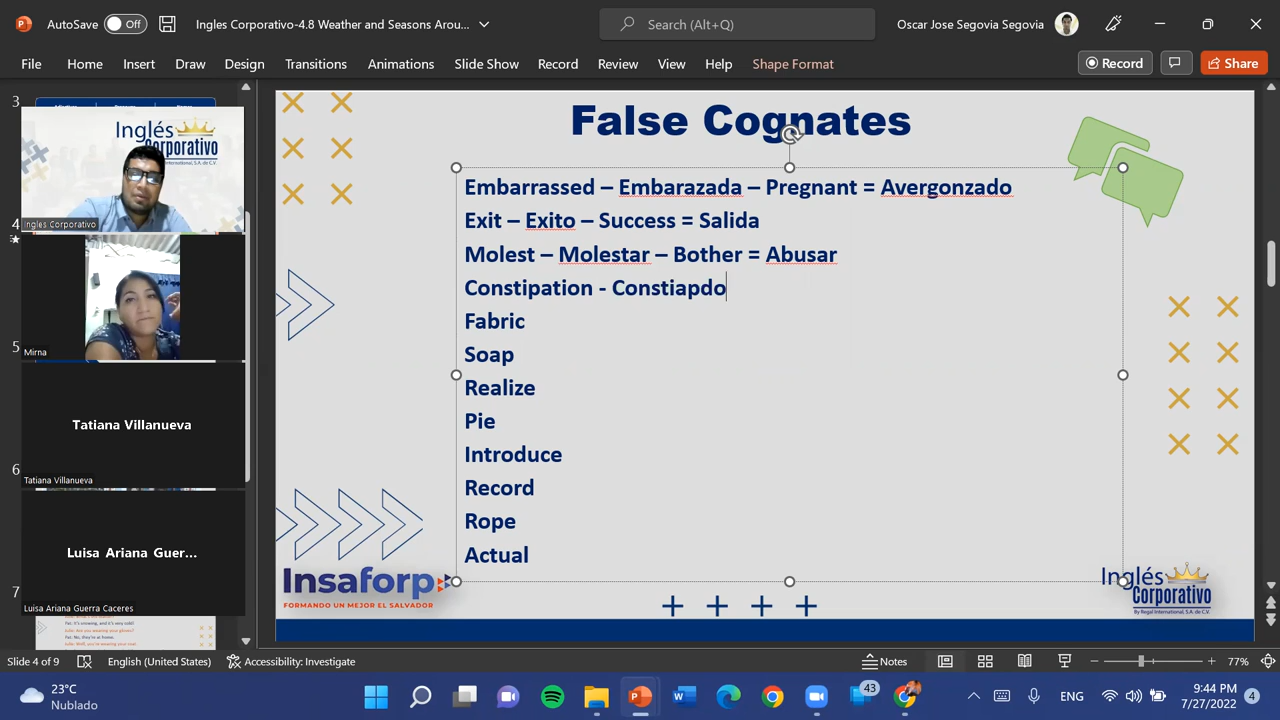 AutoSave Off Ingles Corporativo-4.8 Weather and Seasons Arou... Search (Alt+Q) Oscar Jose Segovia Segovia
File Home Insert Draw Design Transitions Animations Slide Show Record Review View Help Shape Format Record Share
3
Inglés
Corporativo
Ingles Corporativo
4
Mirna
5
Tatiana Villanueva
Tatiana Villanueva
6
Luisa Ariana Guer...
Luisa Ariana Guerra Caceres
7
False Cognates
Embarrassed – Embarazada – Pregnant = Avergonzado
Exit – Exito – Success = Salida
Molest – Molestar – Bother = Abusar
Constipation - Constiapdo
Fabric
Soap
Realize
Pie
Introduce
Record
Rope
Actual
Insaforp
FORMANDO UN MEJOR EL SALVADOR
Inglés
Corporativo
By Regal International, S.A. de C.V.
Slide 4 of 9 English (United States) Accessibility: Investigate Notes 77%
23°C
Nublado
43
ENG
9:44 PM
7/27/2022
4